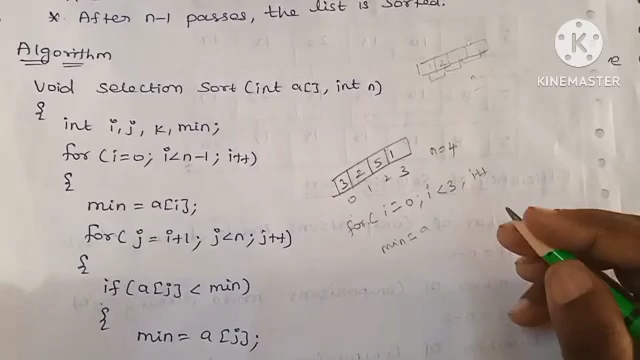 * After n-1 passes, the list is sorted.
Algorithm
Void selection sort (int a[], int n)
{
int i, j, k, min;
for (i=0; i<n-1; i++)
{
min = a[i];
for( j = i+1; j<n; j++)
{
if (a[j] < min)
{
min = a[j];
3 2 5 1
n=4
0 1 2 3
for( i=0; i<3; i++
min = a
K
KINEMASTER